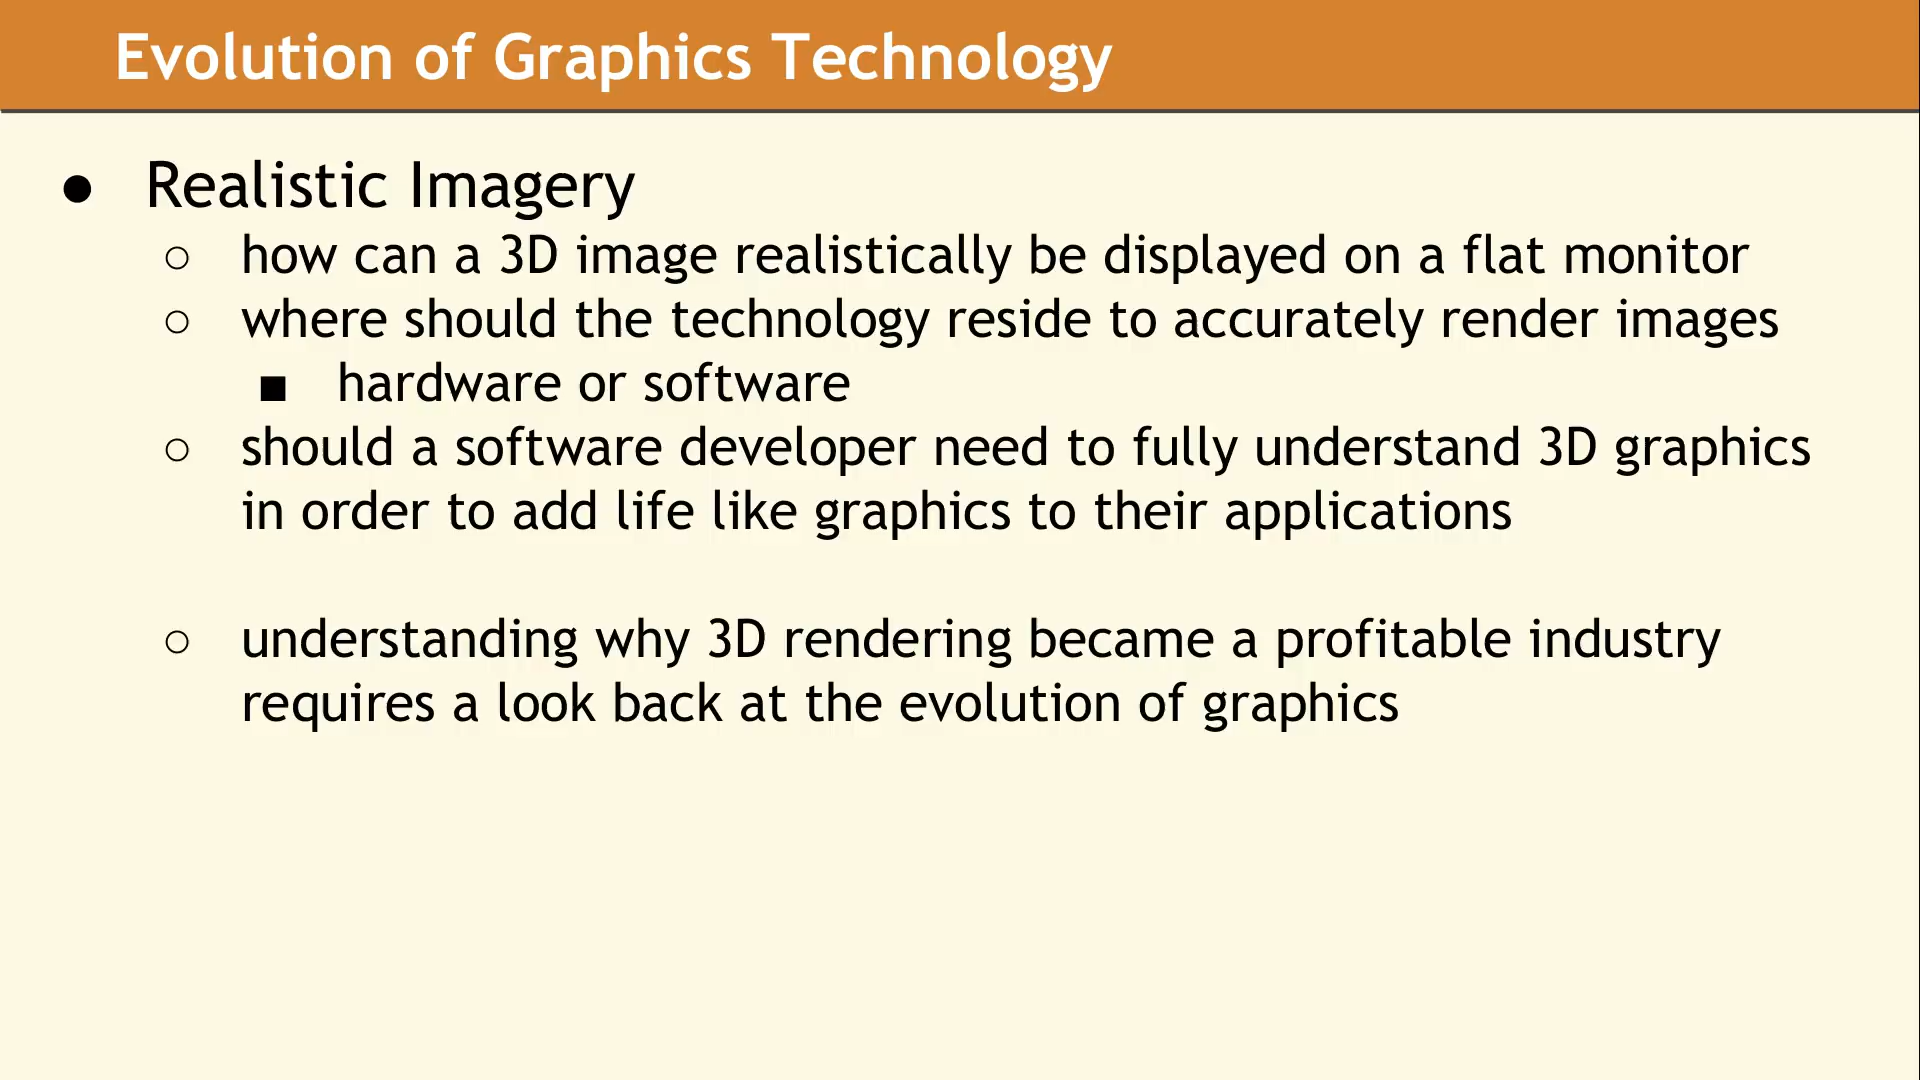 Evolution of Graphics Technology
● Realistic Imagery
○ how can a 3D image realistically be displayed on a flat monitor
○ where should the technology reside to accurately render images
■ hardware or software
○ should a software developer need to fully understand 3D graphics
in order to add life like graphics to their applications
○ understanding why 3D rendering became a profitable industry
requires a look back at the evolution of graphics